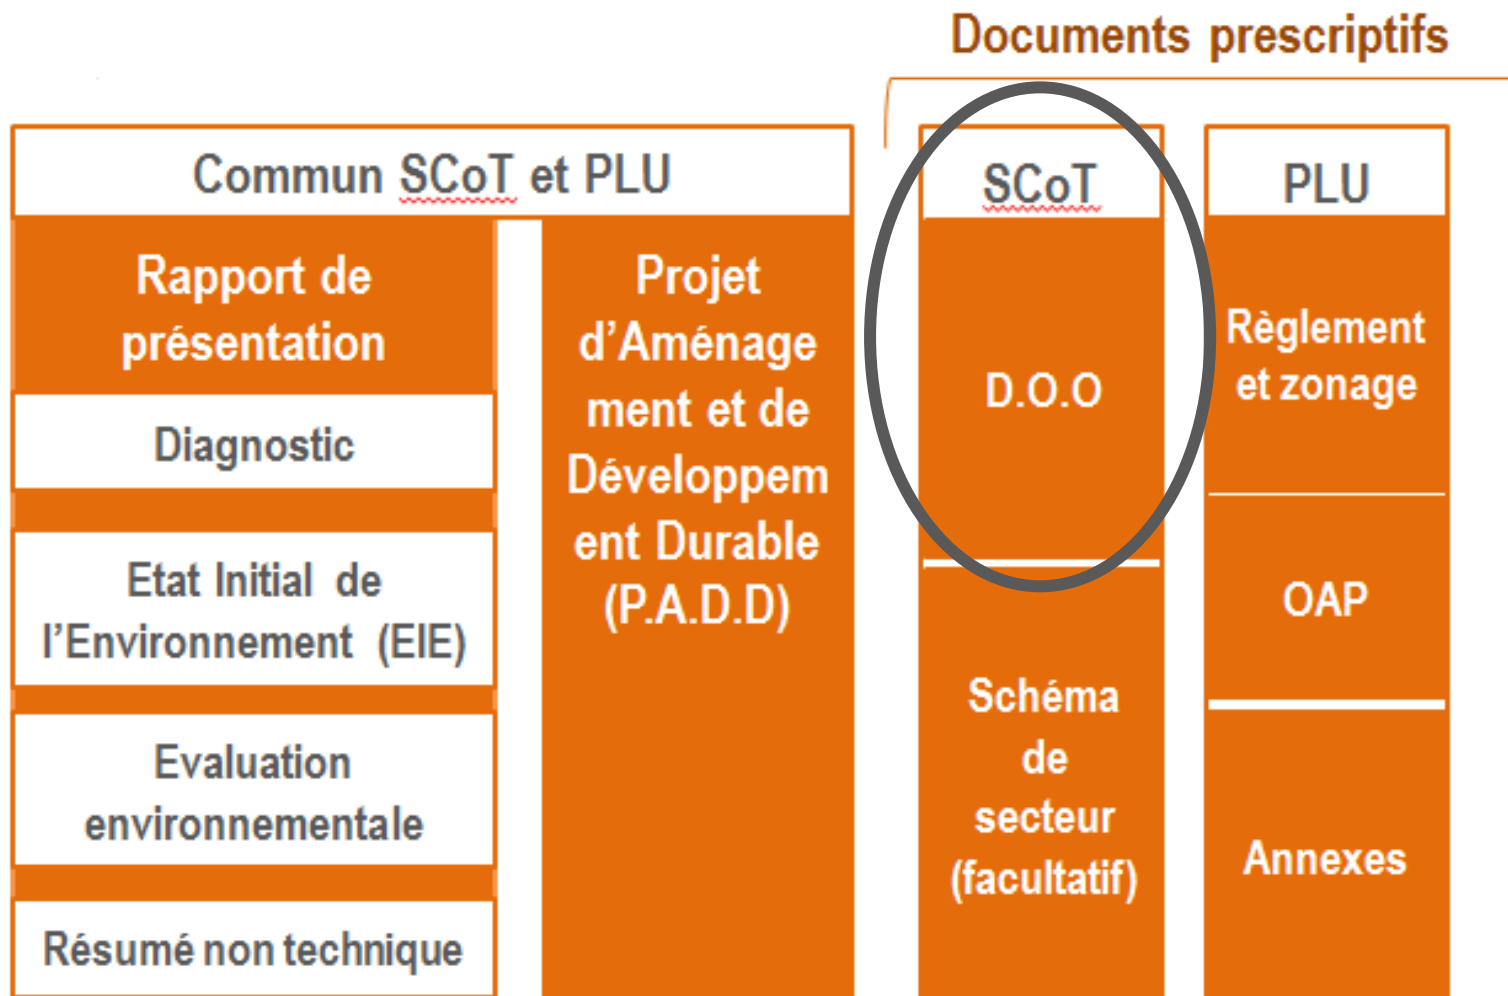 Documents prescriptifs
Commun SCoT et PLU
Rapport de
présentation
Diagnostic
Etat Initial de
l’Environnement (EIE)
Evaluation
environnementale
Résumé non technique
Projet
d’Aménage
ment et de
Développem
ent Durable
(P.A.D.D)
SCoT
D.O.O
Schéma
de
secteur
(facultatif)
PLU
Règlement
et zonage
OAP
Annexes